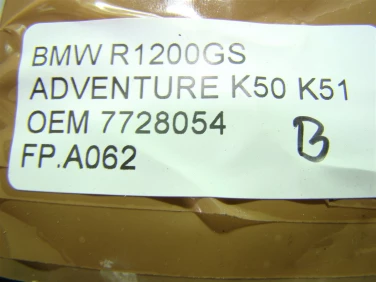 BMW R1200GS
ADVENTURE K50 K51
OEM 7728054
FP.A062
B